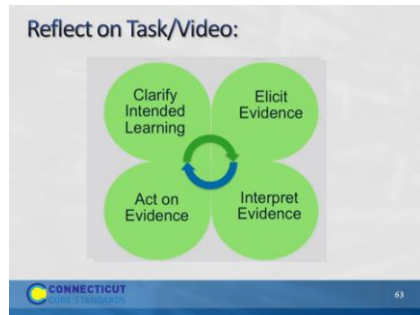 Reflect on Task/Video:
Clarify
Intended
Learning
Elicit
Evidence
Act on
Evidence
Interpret
Evidence
CONNECTICUT
CORE STANDARDS
63